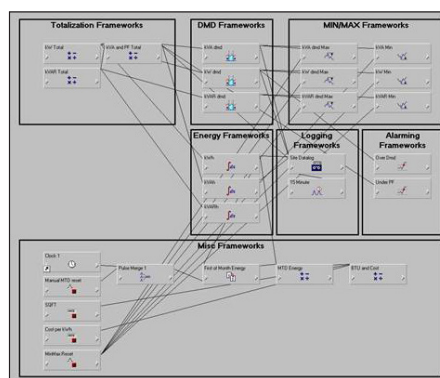 Totalization Frameworks
kW Total
KVA and PF Total
KVAR Total
DMD Frameworks
KVA dmd
KW dmd
KVAR dmd
MIN/MAX Frameworks
KVA dmd Max
KVA Min
KW dmd Max
KW Min
KVAR dmd Max
KVAR Min
Energy Frameworks
KWh
KVAh
KVARh
Logging Frameworks
Site Datalog
15 Minute
Alarming Frameworks
Over Dmd
Under PF
Misc Frameworks
Clock 1
Manual MTD reset
SQFT
Cost per KWh
MinMax Reset
Pulse Merge 1
First of Month Energy
MTD Energy
BTU and Cost